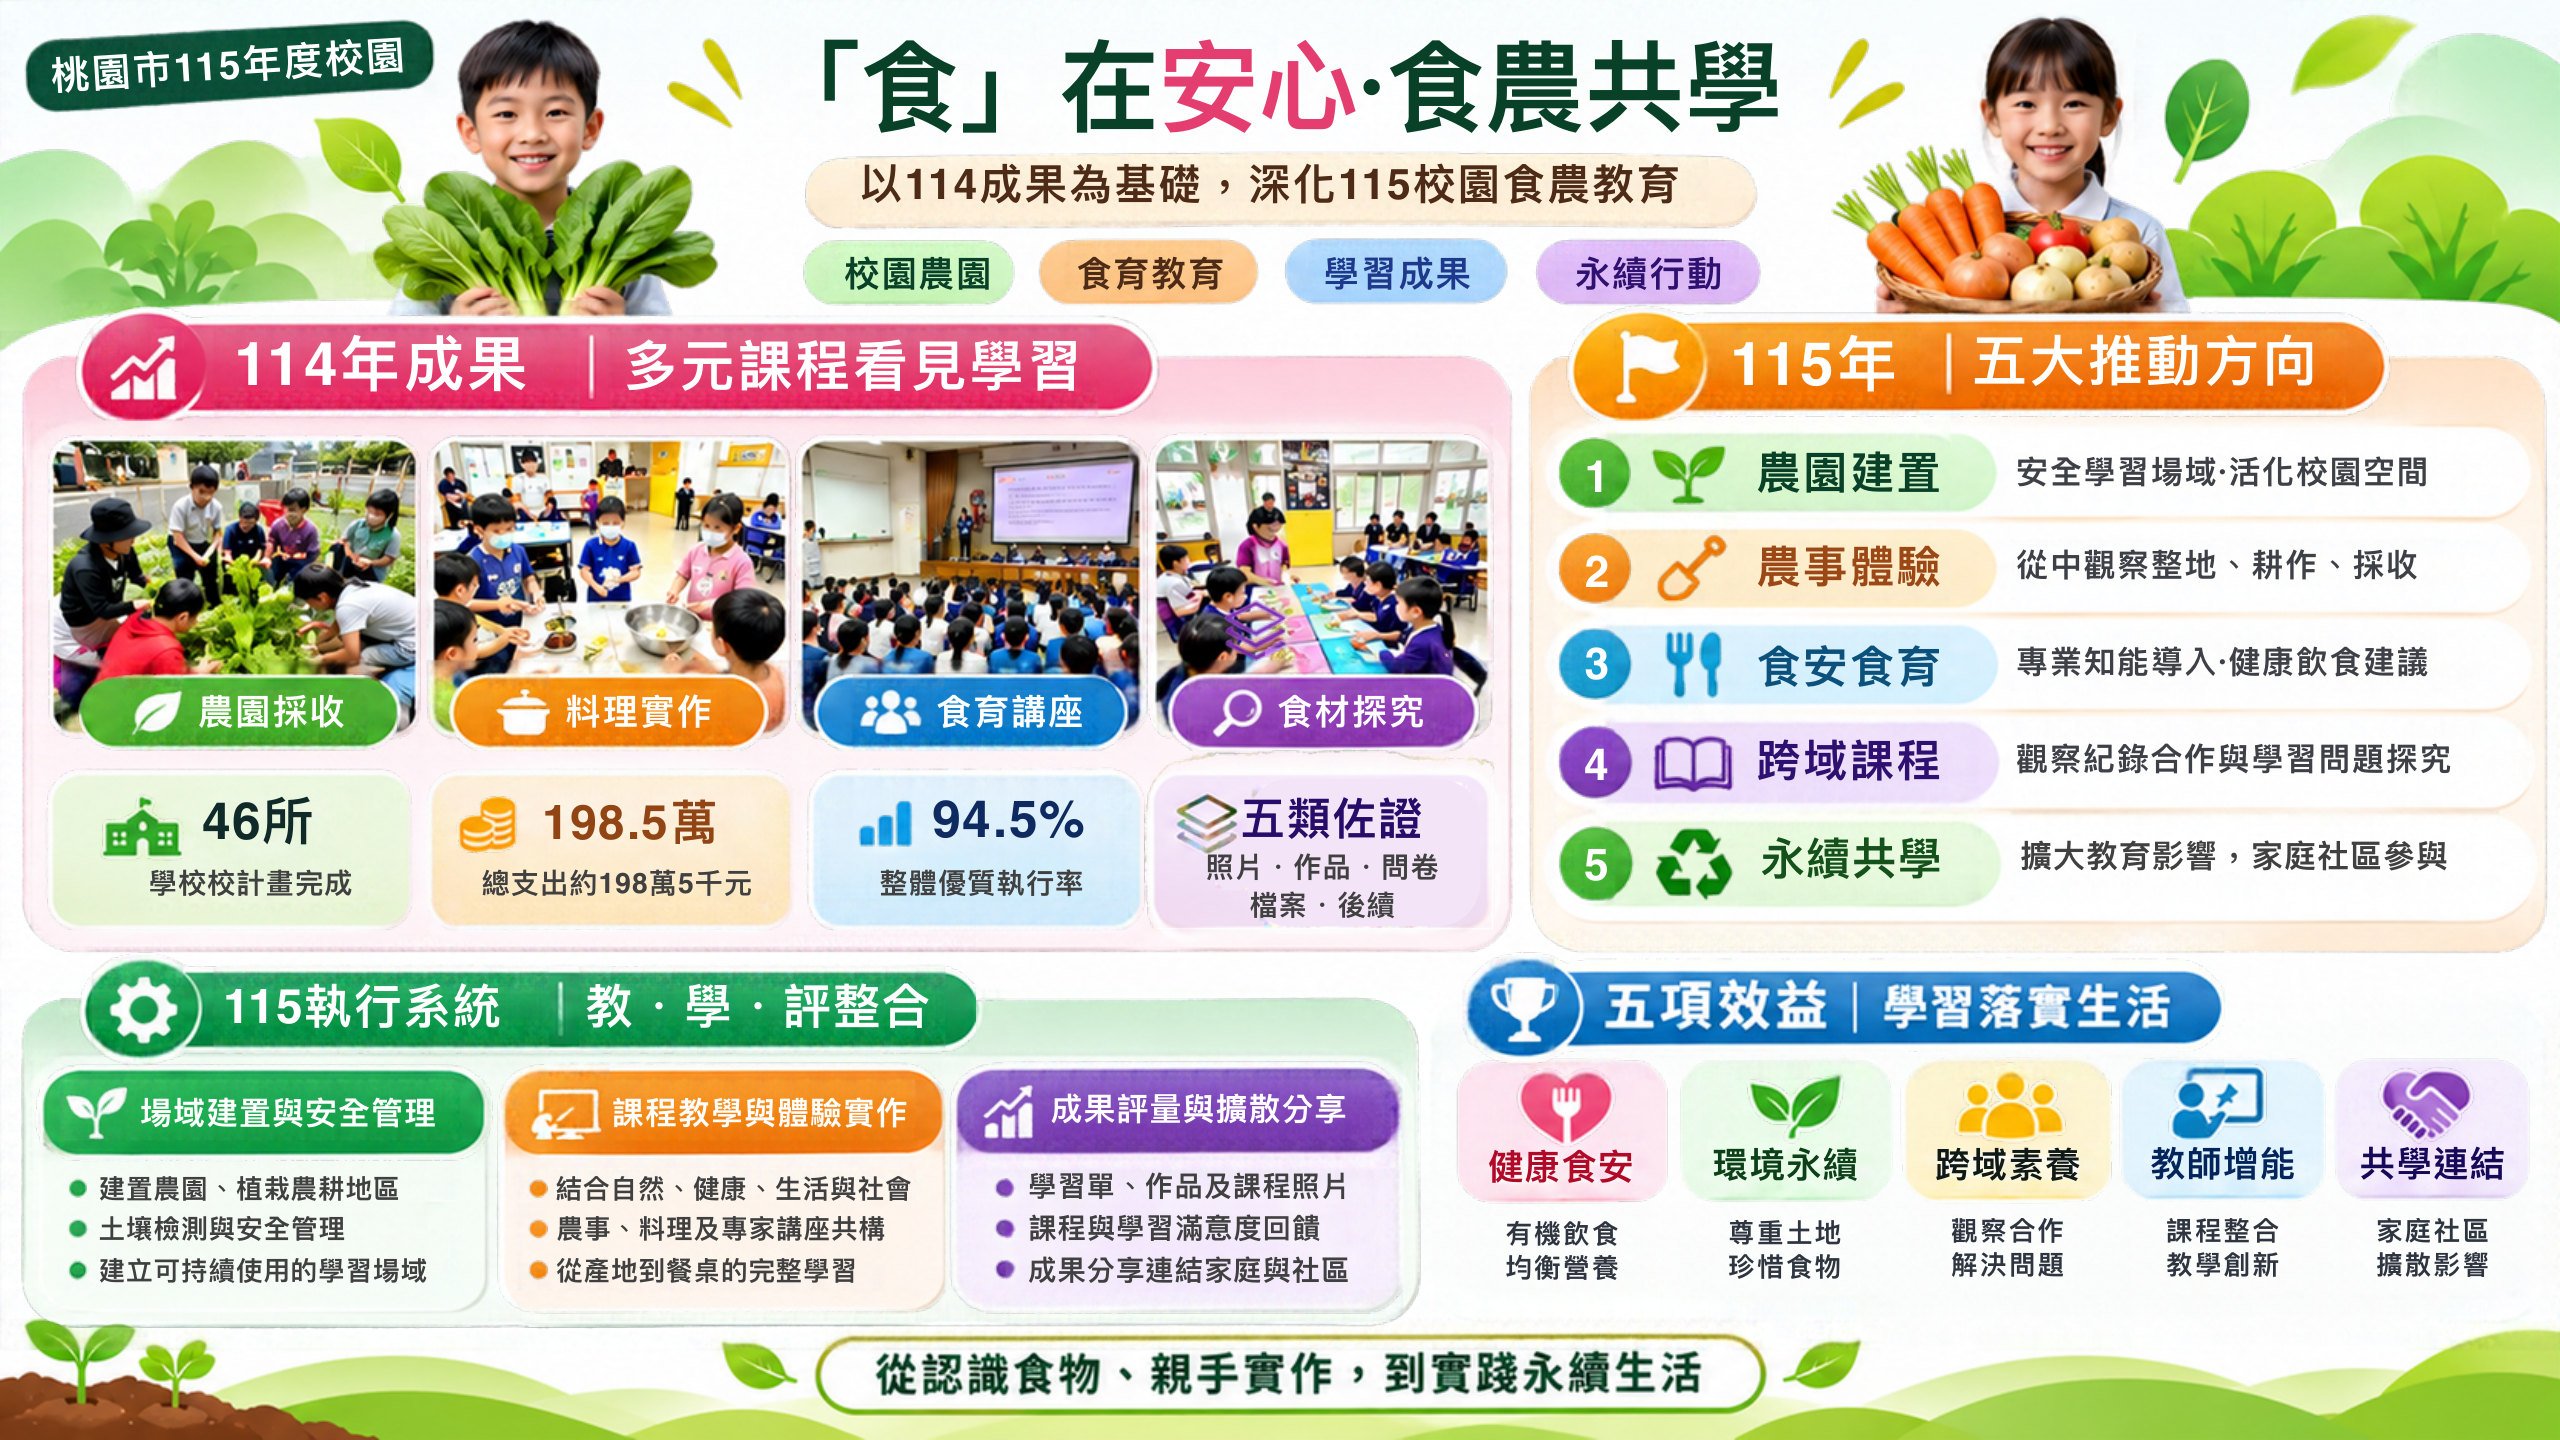 桃園市115年度校園
「食」在安心·食農共學
以114成果為基礎，深化115校園食農教育
校園農園
食育教育
學習成果
永續行動
114年成果｜多元課程看見學習
農園採收
料理實作
食育講座
食材探究
46所
學校校計畫完成
198.5萬
總支出約198萬5千元
94.5%
整體優質執行率
五類佐證
照片．作品．問卷
檔案．後續
115年｜五大推動方向
1 農園建置 安全學習場域·活化校園空間
2 農事體驗 從中觀察整地、耕作、採收
3 食安食育 專業知能導入·健康飲食建議
4 跨域課程 觀察紀錄合作與學習問題探究
5 永續共學 擴大教育影響，家庭社區參與
115執行系統｜教．學．評整合
場域建置與安全管理
建置農園、植栽農耕地區
土壤檢測與安全管理
建立可持續使用的學習場域
課程教學與體驗實作
結合自然、健康、生活與社會
農事、料理及專家講座共構
從產地到餐桌的完整學習
成果評量與擴散分享
學習單、作品及課程照片
課程與學習滿意度回饋
成果分享連結家庭與社區
五項效益｜學習落實生活
健康食安
有機飲食
均衡營養
環境永續
尊重土地
珍惜食物
跨域素養
觀察合作
解決問題
教師增能
課程整合
教學創新
共學連結
家庭社區
擴散影響
從認識食物、親手實作，到實踐永續生活